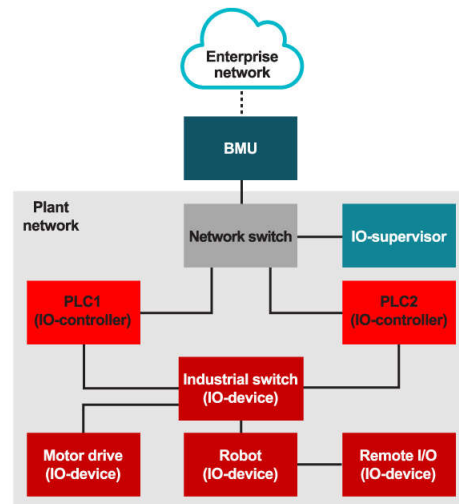 Enterprise
network
BMU
Plant
network
Network switch
IO-supervisor
PLC1
(IO-controller)
PLC2
(IO-controller)
Industrial switch
(IO-device)
Motor drive
(IO-device)
Robot
(IO-device)
Remote I/O
(IO-device)